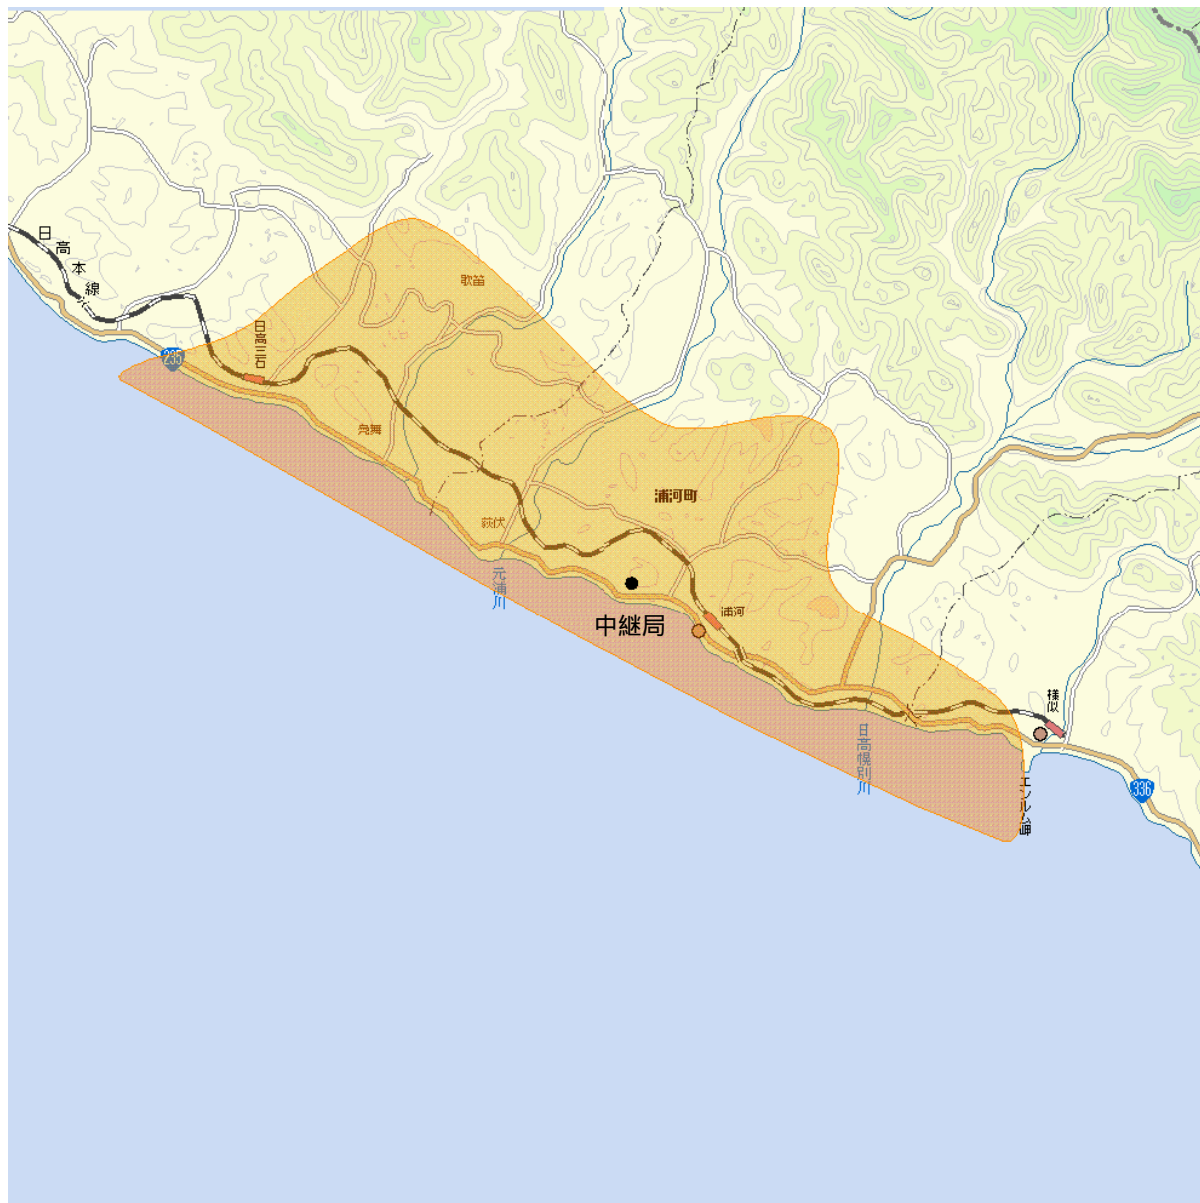 日高本線
歌笛
日高三石
235
鳧舞
浦河町
荻伏
元浦川
中継局
浦河
様似
日高幌別川
336
エンルム岬